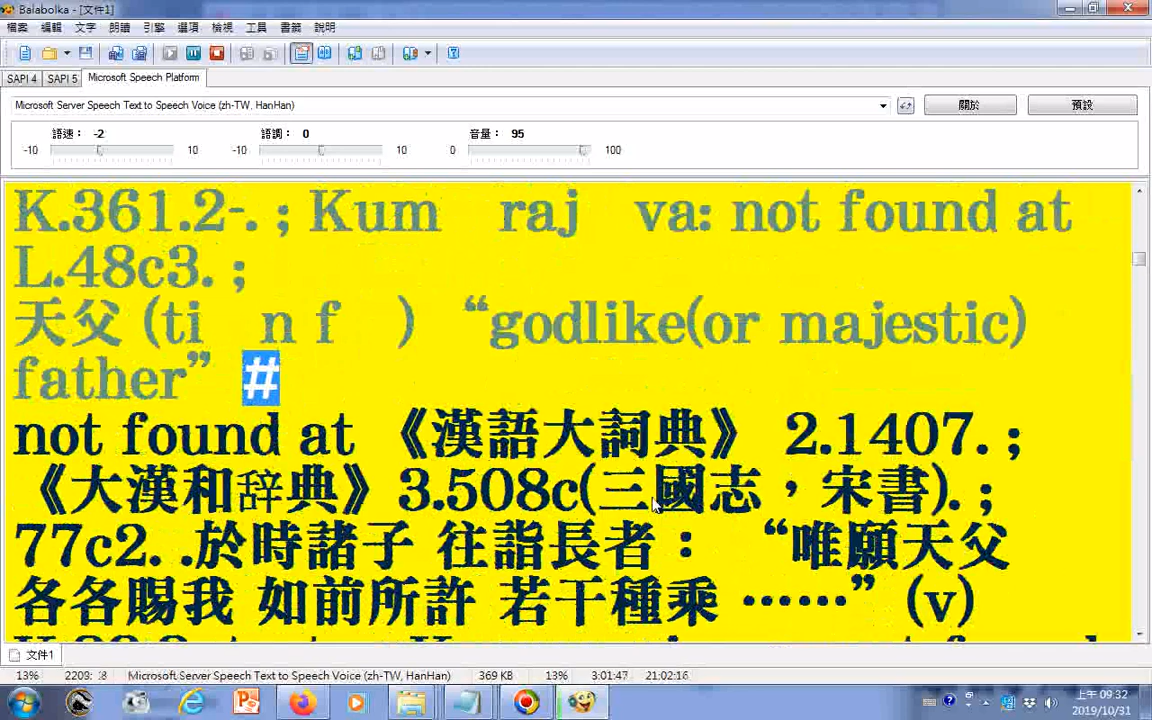 Balabolka - [文件1]
檔案 編輯 文字 朗讀 引擎 選項 檢視 工具 書籤 說明
SAPI 4 SAPI 5 Microsoft Speech Platform
Microsoft Server Speech Text to Speech Voice (zh-TW, HanHan)
關於 預設
語速： -2 語調： 0 音量： 95
-10 10 -10 10 0 100
K.361.2-. ; Kum raj va: not found at
L.48c3. ;
天父 (ti n f ) “godlike(or majestic)
father” #
not found at 《漢語大詞典》 2.1407. ;
《大漢和辞典》 3.508c(三國志，宋書). ;
77c2. .於時諸子 往詣長者： “唯願天父
各各賜我 如前所許 若干種乘 ……” (v)
文件1
13% Microsoft Server Speech Text to Speech Voice (zh-TW, HanHan) 369 KB 13% 3:01:47 21:02:16
上午 09:32
2019/10/31